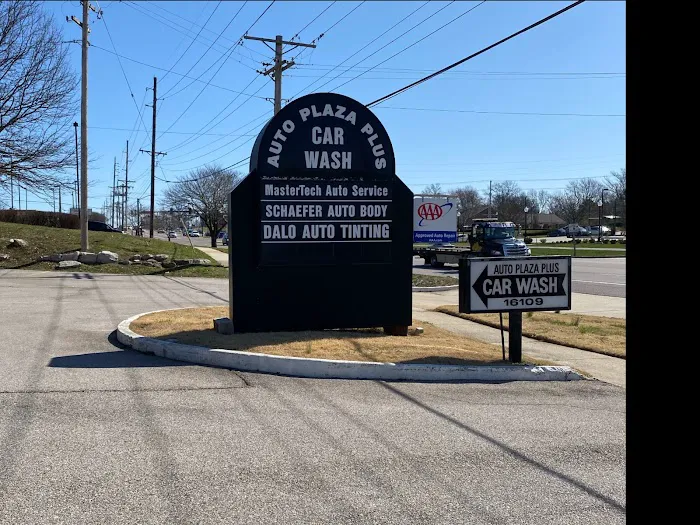 AUTO PLAZA PLUS
CAR
WASH
MasterTech Auto Service
SCHAEFER AUTO BODY
DALO AUTO TINTING
AAA
Approved Auto Repair
AUTO PLAZA PLUS
CAR WASH
16109